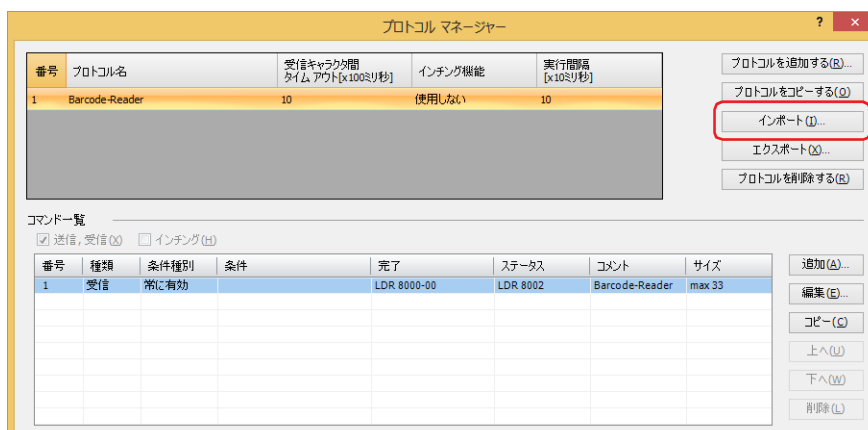 プロトコル マネージャー ? ×
番号 プロトコル名 受信キャラクタ間 タイム アウト[x100ミリ秒] インチング機能 実行間隔 [x10ミリ秒]
1 Barcode-Reader 10 使用しない 10
プロトコルを追加する(R)...
プロトコルをコピーする(O)
インポート(I)...
エクスポート(X)...
プロトコルを削除する(R)
コマンド一覧
送信, 受信(X) インチング(H)
番号 種類 条件種別 条件 完了 ステータス コメント サイズ
1 受信 常に有効 LDR 8000-00 LDR 8002 Barcode-Reader max 33
追加(A)...
編集(E)...
コピー(C)
上へ(U)
下へ(W)
削除(L)